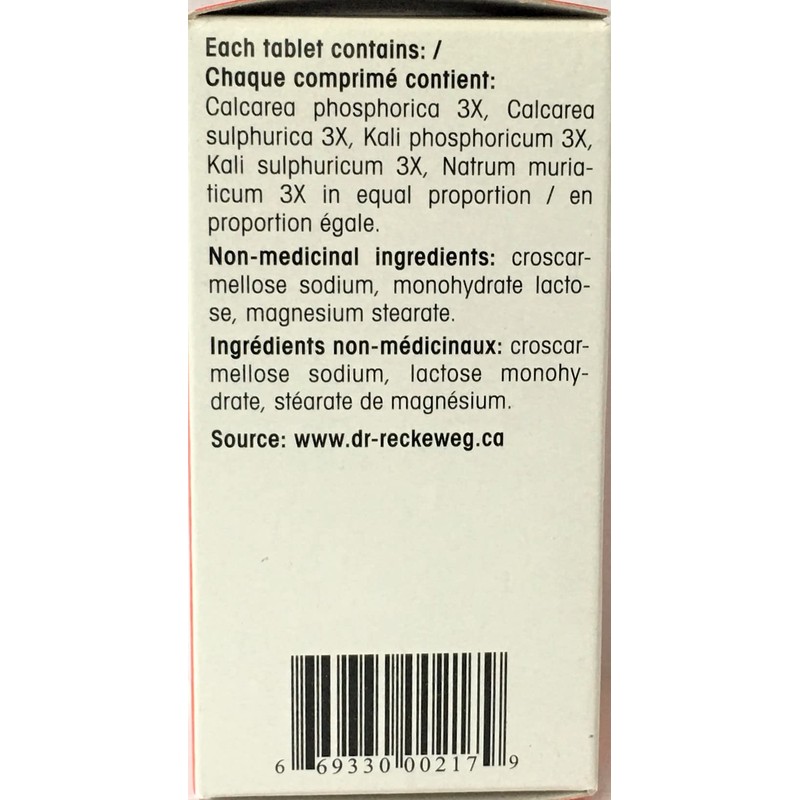 Each tablet contains: /
Chaque comprimé contient:
Calcarea phosphorica 3X, Calcarea
sulphurica 3X, Kali phosphoricum 3X,
Kali sulphuricum 3X, Natrum muria-
ticum 3X in equal proportion / en
proportion égale.
Non-medicinal ingredients: croscar-
mellose sodium, monohydrate lacto-
se, magnesium stearate.
Ingrédients non-médicinaux: croscar-
mellose sodium, lactose monohy-
drate, stéarate de magnésium.
Source: www.dr-reckeweg.ca
6 69330 00217 9